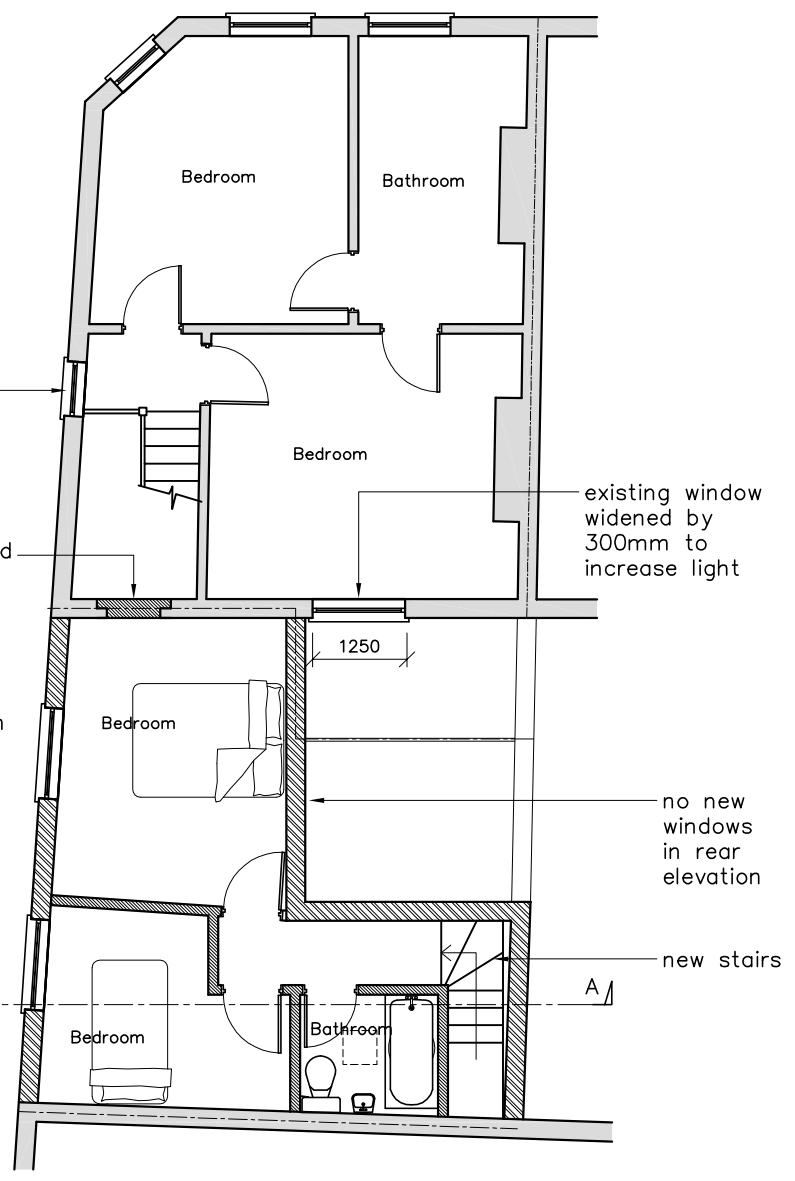 Bedroom
Bathroom
Bedroom
existing window
widened by
300mm to
increase light
d
1250
Bedroom
n
no new
windows
in rear
elevation
new stairs
A
Bathroom
Bedroom